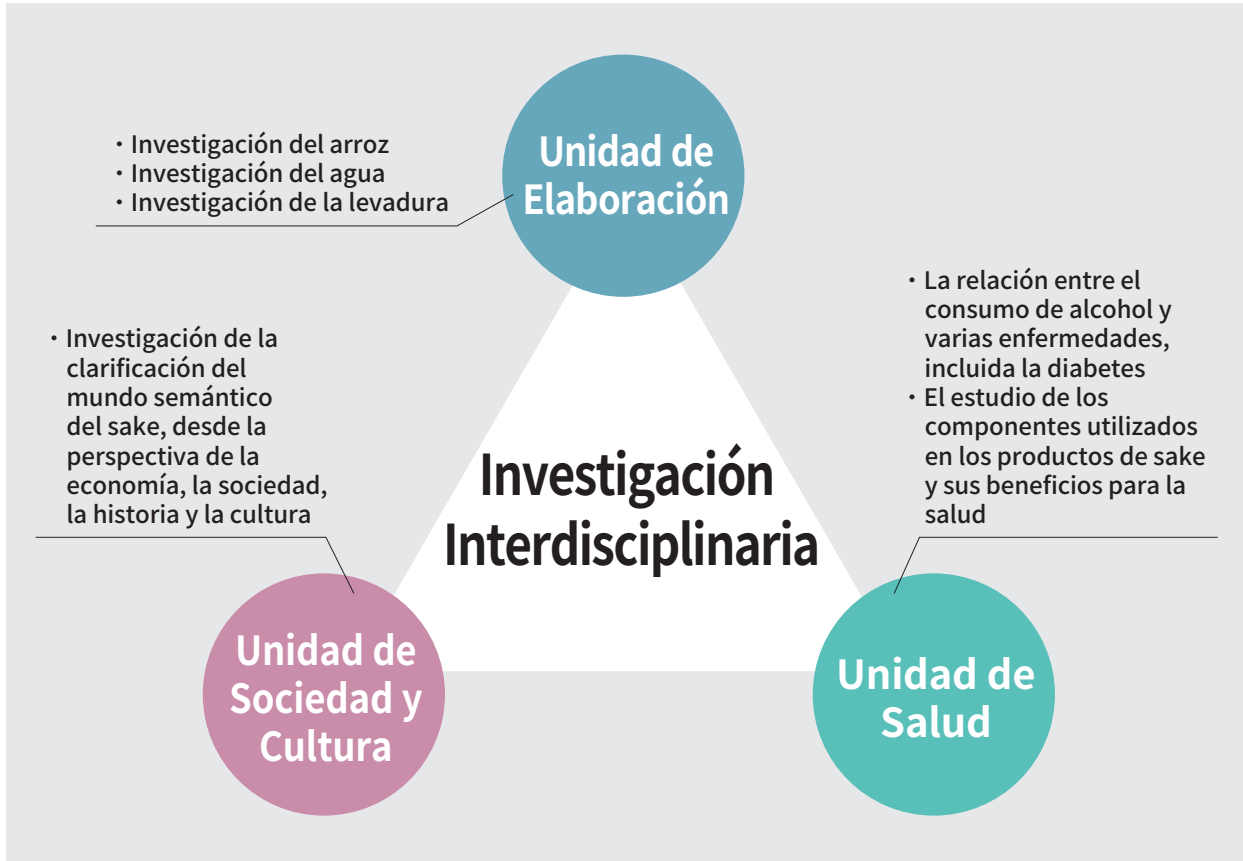 Unidad de
Elaboración
・Investigación del arroz
・Investigación del agua
・Investigación de la levadura
・La relación entre el
consumo de alcohol y
varias enfermedades,
incluida la diabetes
・El estudio de los
componentes utilizados
en los productos de sake
y sus beneficios para la
salud
・Investigación de la
clarificación del
mundo semántico
del sake, desde la
perspectiva de la
economía, la sociedad,
la historia y la cultura
Investigación
Interdisciplinaria
Unidad de
Sociedad y
Cultura
Unidad de
Salud